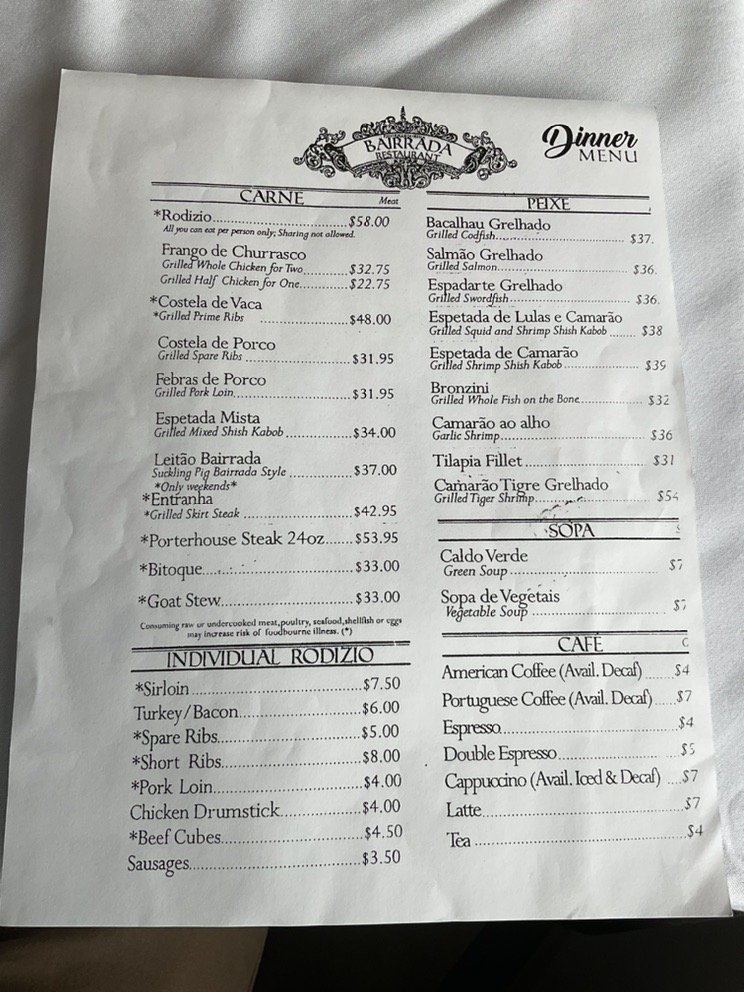 BAIRRADA
RESTAURANT
Dinner
MENU
CARNE Meat
*Rodizio..............................$58.00
All you can eat per person only; Sharing not allowed.
Frango de Churrasco
Grilled Whole Chicken for Two...........$32.75
Grilled Half Chicken for One............$22.75
*Costela de Vaca
*Grilled Prime Ribs ......................$48.00
Costela de Porco
Grilled Spare Ribs ......................$31.95
Febras de Porco
Grilled Pork Loin........................$31.95
Espetada Mista
Grilled Mixed Shish Kabob ..............$34.00
Leitão Bairrada
Suckling Pig Bairrada Style .............$37.00
*Only weekends*
*Entranha
*Grilled Skirt Steak .....................$42.95
*Porterhouse Steak 24oz......$53.95
*Bitoque...........................$33.00
*Goat Stew........................$33.00
Consuming raw or undercooked meat,poultry, seafood,shellfish or eggs
may increase risk of foodbourne illness. (*)
INDIVIDUAL RODIZIO
*Sirloin..............................$7.50
Turkey/Bacon......................$6.00
*Spare Ribs.........................$5.00
*Short Ribs.........................$8.00
*Pork Loin..........................$4.00
Chicken Drumstick................$4.00
*Beef Cubes........................$4.50
Sausages.............................$3.50
PEIXE
Bacalhau Grelhado
Grilled Codfish.............................. $37.
Salmão Grelhado
Grilled Salmon............................... $36.
Espadarte Grelhado
Grilled Swordfish............................ $36.
Espetada de Lulas e Camarão
Grilled Squid and Shrimp Shish Kabob ....... $38
Espetada de Camarão
Grilled Shrimp Shish Kabob ................. $39
Bronzini
Grilled Whole Fish on the Bone.............. $32
Camarão ao alho
Garlic Shrimp................................ $36
Tilapia Fillet........................... $31
Camarão Tigre Grelhado
Grilled Tiger Shrimp......................... $54
SOPA
Caldo Verde
Green Soup .................................. $7
Sopa de Vegetais
Vegetable Soup .............................. $7
CAFÉ
American Coffee (Avail. Decaf) ....... $4
Portuguese Coffee (Avail. Decaf)..... $7
Espresso................................. $4
Double Espresso........................ $5
Cappuccino (Avail. Iced & Decaf) .... $7
Latte...................................... $7
Tea ........................................ $4